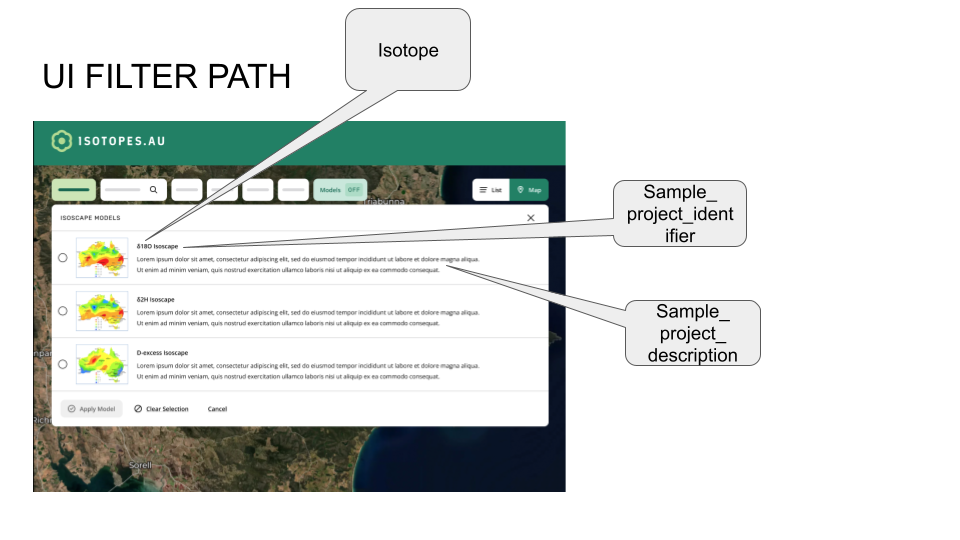 Isotope
UI FILTER PATH
ISOTOPES.AU
Models OFF
List
Map
Triabunna
ISOSCAPE MODELS
δ18O Isoscape
Lorem ipsum dolor sit amet, consectetur adipiscing elit, sed do eiusmod tempor incididunt ut labore et dolore magna aliqua.
Ut enim ad minim veniam, quis nostrud exercitation ullamco laboris nisi ut aliquip ex ea commodo consequat.
δ2H Isoscape
Lorem ipsum dolor sit amet, consectetur adipiscing elit, sed do eiusmod tempor incididunt ut labore et dolore magna aliqua.
Ut enim ad minim veniam, quis nostrud exercitation ullamco laboris nisi ut aliquip ex ea commodo consequat.
D-excess Isoscape
Lorem ipsum dolor sit amet, consectetur adipiscing elit, sed do eiusmod tempor incididunt ut labore et dolore magna aliqua.
Ut enim ad minim veniam, quis nostrud exercitation ullamco laboris nisi ut aliquip ex ea commodo consequat.
Apply Model
Clear Selection
Cancel
Sorell
Sample_
project_ident
ifier
Sample_
project_
description